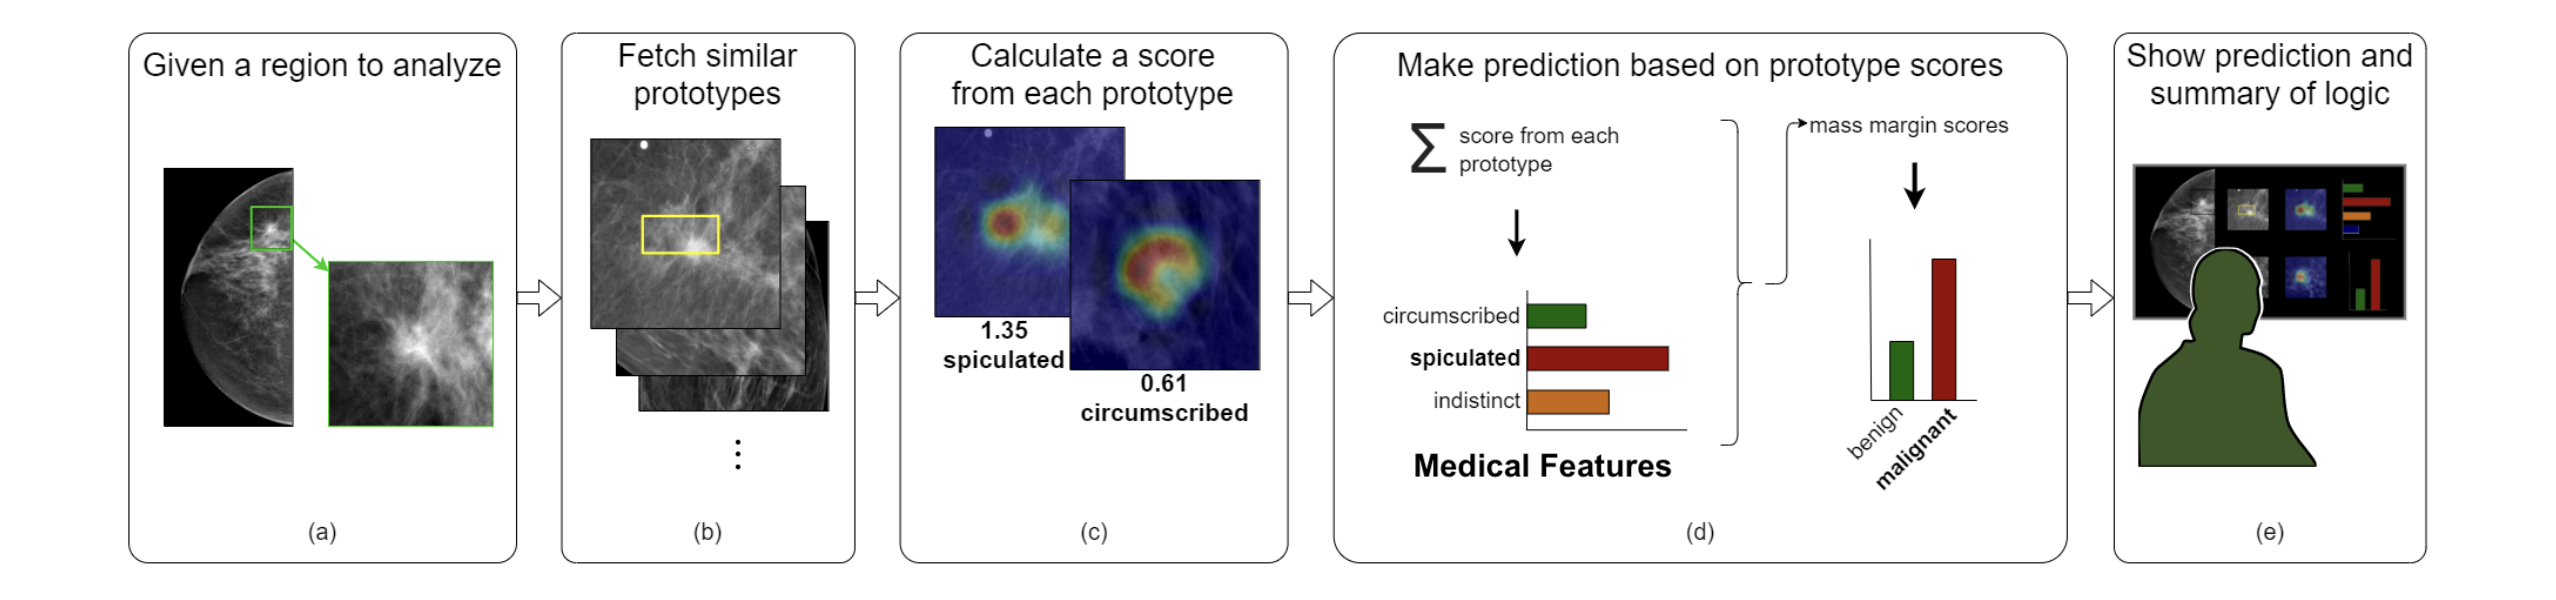 Given a region to analyze
(a)
Fetch similar
prototypes
(b)
Calculate a score
from each prototype
1.35
spiculated
0.61
circumscribed
(c)
Make prediction based on prototype scores
∑ score from each
prototype
circumscribed
spiculated
indistinct
Medical Features
mass margin scores
benign
malignant
(d)
Show prediction and
summary of logic
(e)